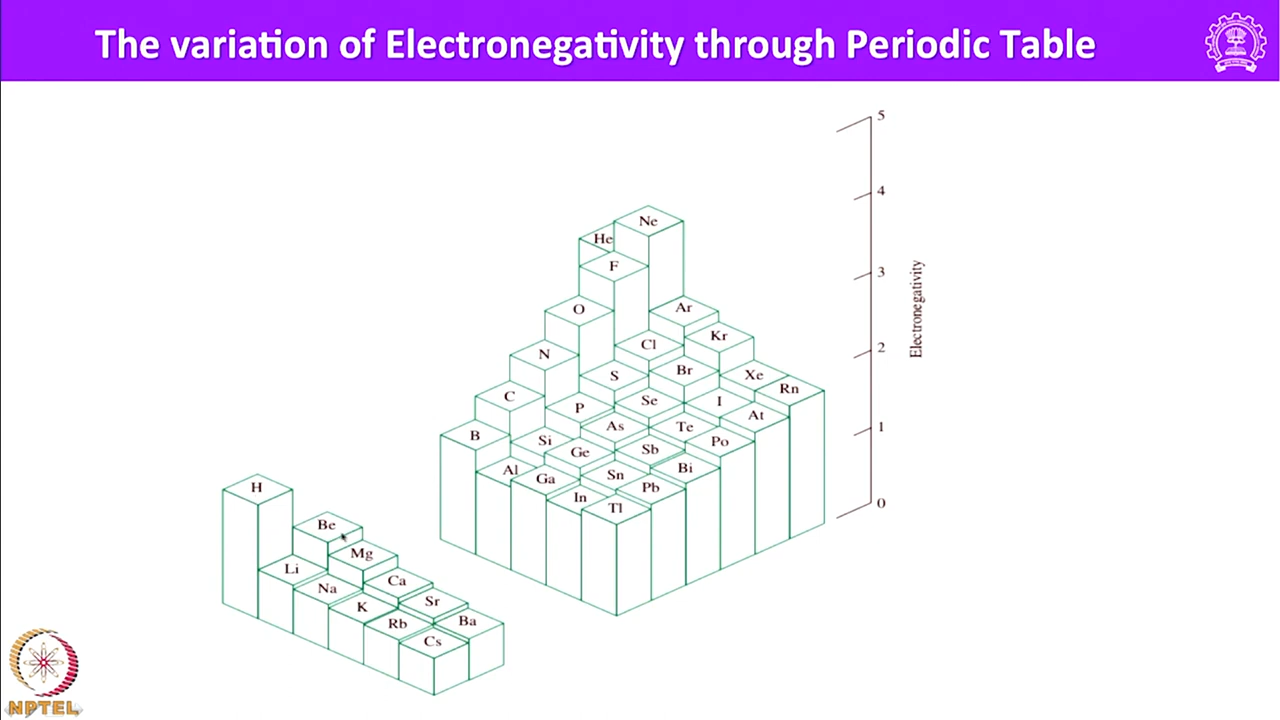 The variation of Electronegativity through Periodic Table
5
4
3
2
1
0
Electronegativity
Ne
He
F
O
Ar
Kr
Cl
N
Br
Xe
S
Rn
C
Se
I
P
At
As
Te
B
Si
Po
Ge
Sb
Al
Bi
Ga
Sn
Pb
In
Tl
H
Be
Mg
Li
Ca
Na
Sr
K
Ba
Rb
Cs
NPTEL